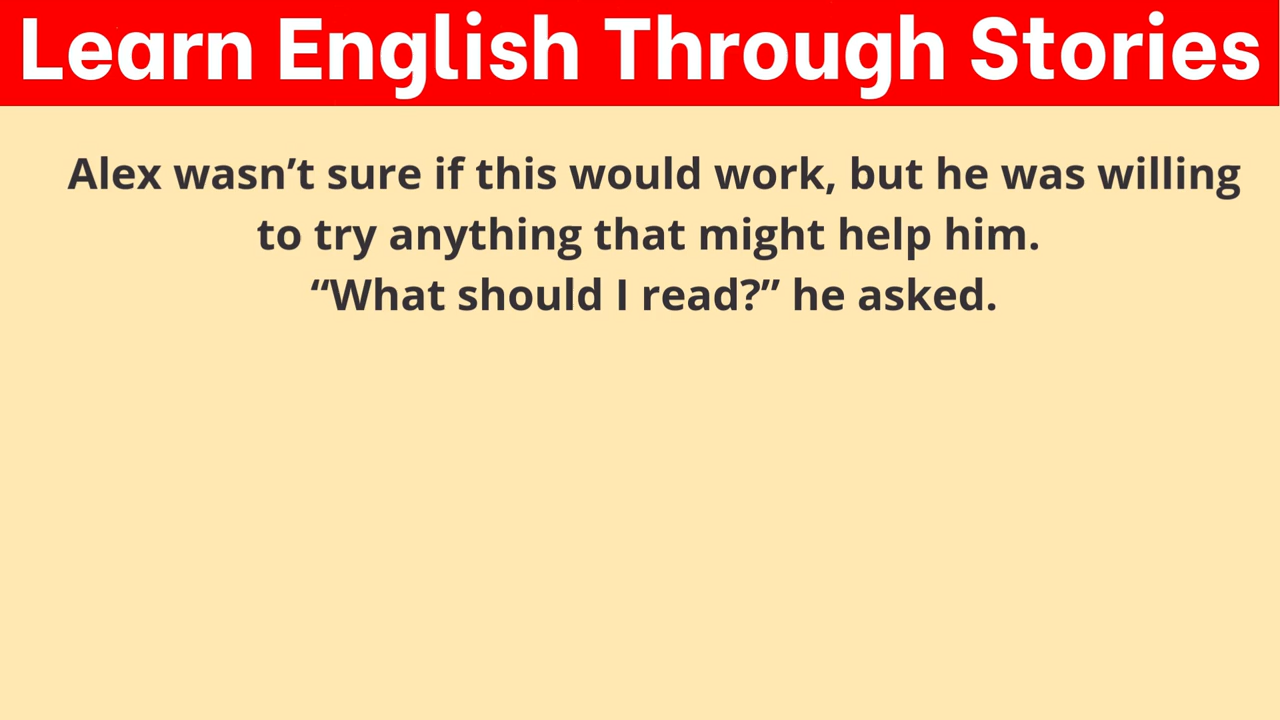 Learn English Through Stories
Alex wasn’t sure if this would work, but he was willing
to try anything that might help him.
“What should I read?” he asked.